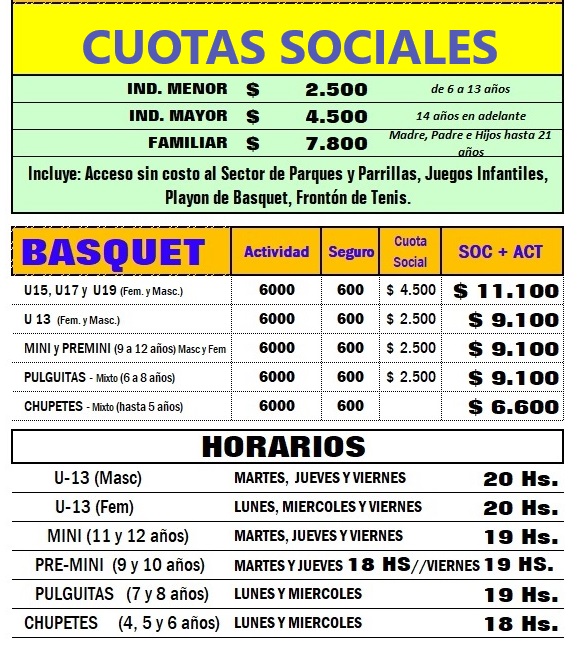 CUOTAS SOCIALES
IND. MENOR $ 2.500 de 6 a 13 años
IND. MAYOR $ 4.500 14 años en adelante
FAMILIAR $ 7.800 Madre, Padre e Hijos hasta 21 años
Incluye: Acceso sin costo al Sector de Parques y Parrillas, Juegos Infantiles,
Playon de Basquet, Frontón de Tenis.
BASQUET Actividad Seguro Cuota Social SOC + ACT
U15, U17 y U19 (Fem. y Masc.) 6000 600 $ 4.500 $ 11.100
U 13 (Fem. y Masc.) 6000 600 $ 2.500 $ 9.100
MINI y PREMINI (9 a 12 años) Masc y Fem 6000 600 $ 2.500 $ 9.100
PULGUITAS - Mixto (6 a 8 años) 6000 600 $ 2.500 $ 9.100
CHUPETES - Mixto (hasta 5 años) 6000 600 $ 6.600
HORARIOS
U-13 (Masc) MARTES, JUEVES Y VIERNES 20 Hs.
U-13 (Fem) LUNES, MIERCOLES Y VIERNES 20 Hs.
MINI (11 y 12 años) MARTES, JUEVES Y VIERNES 19 Hs.
PRE-MINI (9 y 10 años) MARTES Y JUEVES 18 HS//VIERNES 19 HS.
PULGUITAS (7 y 8 años) LUNES Y MIERCOLES 19 Hs.
CHUPETES (4, 5 y 6 años) LUNES Y MIERCOLES 18 Hs.